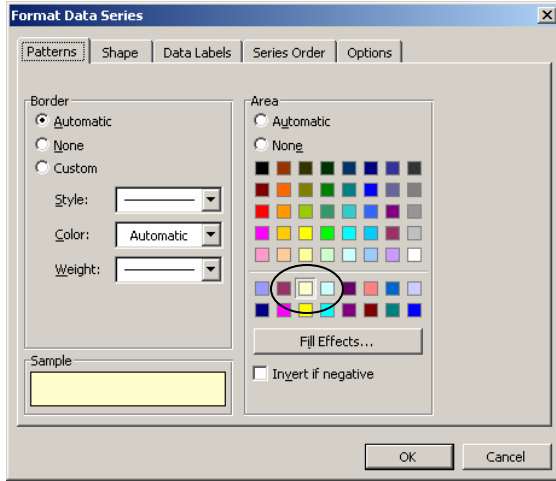 Format Data Series
Patterns Shape Data Labels Series Order Options
Border
Automatic
None
Custom
Style:
Color: Automatic
Weight:
Sample
Area
Automatic
None
Fill Effects...
Invert if negative
OK Cancel